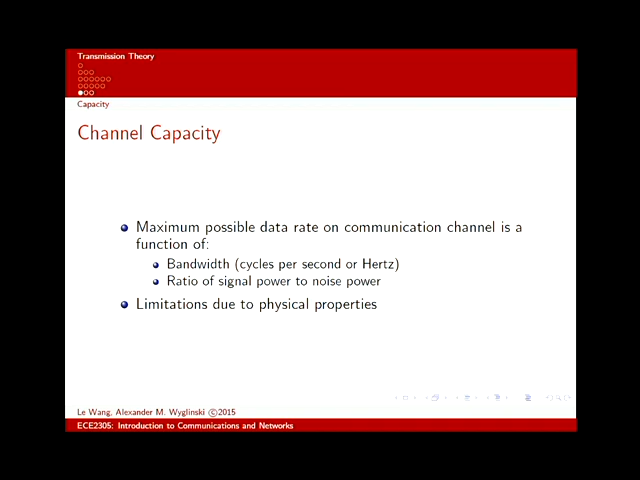 Transmission Theory
Capacity
Channel Capacity
Maximum possible data rate on communication channel is a
function of:
Bandwidth (cycles per second or Hertz)
Ratio of signal power to noise power
Limitations due to physical properties
Le Wang, Alexander M. Wyglinski ©2015
ECE2305: Introduction to Communications and Networks